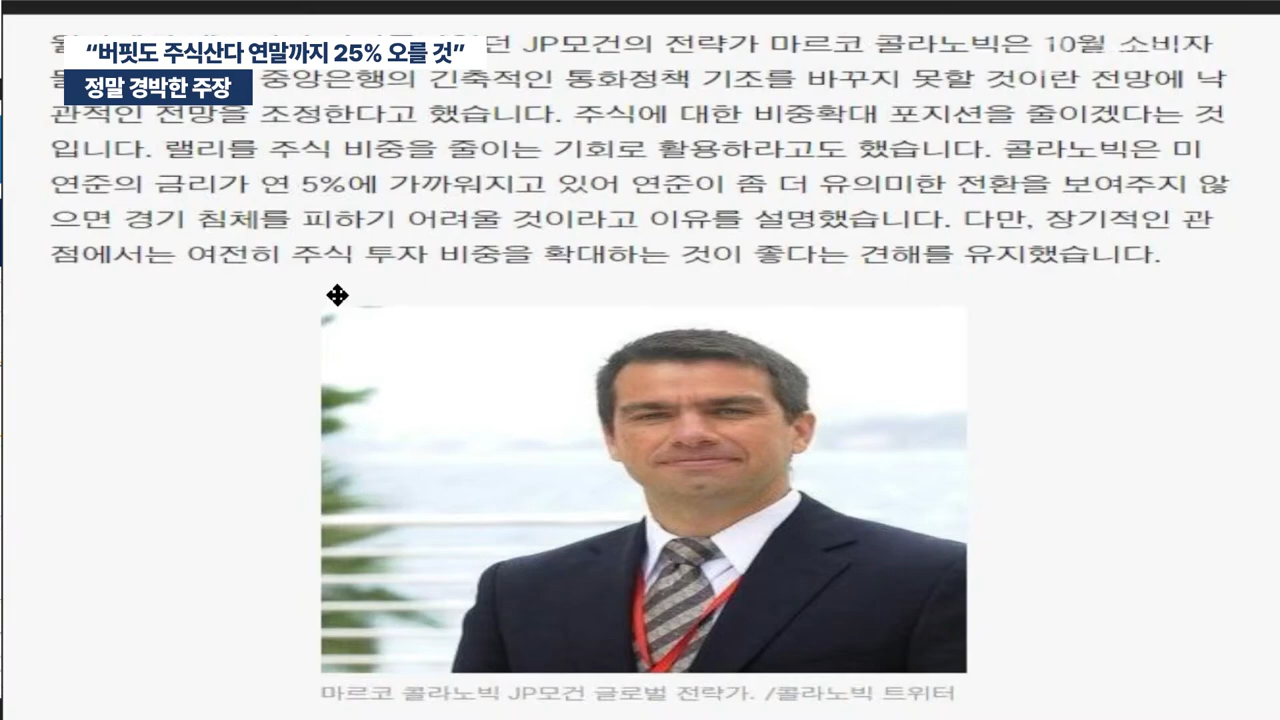 “버핏도 주식산다 연말까지 25% 오를 것”
정말 경박한 주장
던 JP모건의 전략가 마르코 콜라노빅은 10월 소비자
중앙은행의 긴축적인 통화정책 기조를 바꾸지 못할 것이란 전망에 낙
관적인 전망을 조정한다고 했습니다. 주식에 대한 비중확대 포지션을 줄이겠다는 것
입니다. 랠리를 주식 비중을 줄이는 기회로 활용하라고도 했습니다. 콜라노빅은 미
연준의 금리가 연 5%에 가까워지고 있어 연준이 좀 더 유의미한 전환을 보여주지 않
으면 경기 침체를 피하기 어려울 것이라고 이유를 설명했습니다. 다만, 장기적인 관
점에서는 여전히 주식 투자 비중을 확대하는 것이 좋다는 견해를 유지했습니다.
마르코 콜라노빅 JP모건 글로벌 전략가. /콜라노빅 트위터